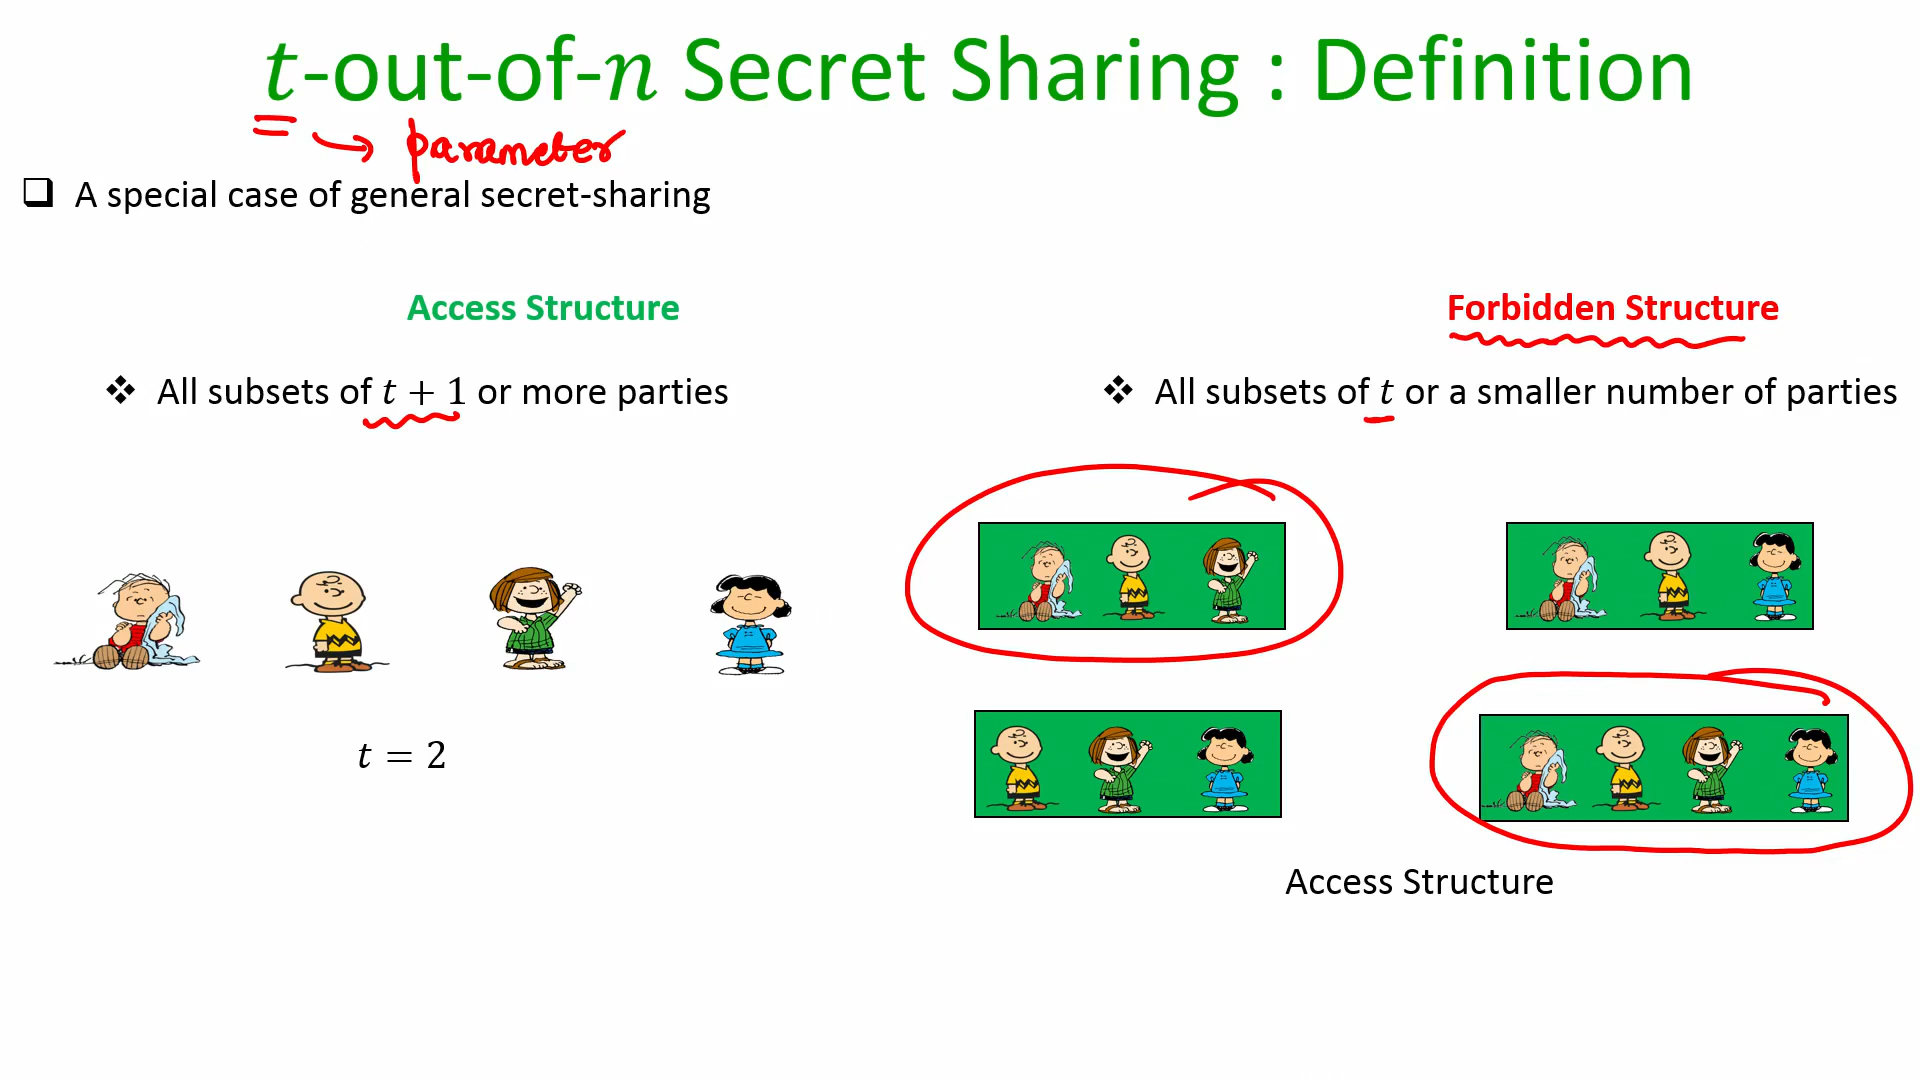 t-out-of-n Secret Sharing : Definition
parameter
A special case of general secret-sharing
Access Structure
Forbidden Structure
All subsets of t + 1 or more parties
All subsets of t or a smaller number of parties
t = 2
Access Structure